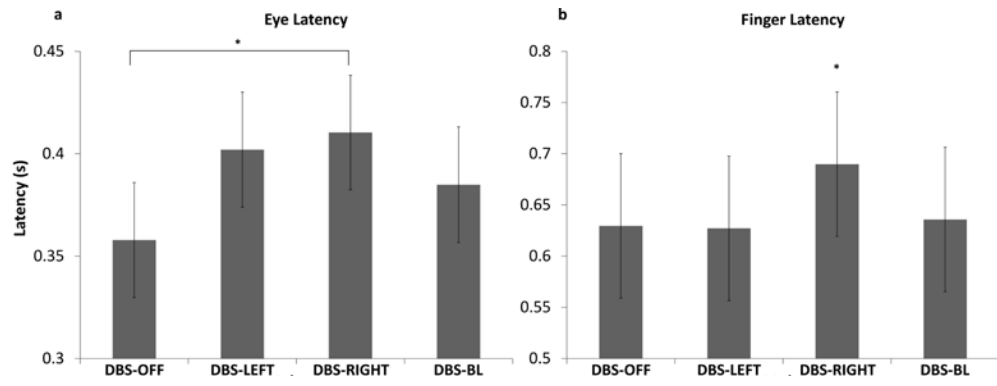 a
Eye Latency
Latency (s)
0.45
0.4
0.35
0.3
*
DBS-OFF DBS-LEFT DBS-RIGHT DBS-BL
b
Finger Latency
0.8
0.75
0.7
0.65
0.6
0.55
0.5
*
DBS-OFF DBS-LEFT DBS-RIGHT DBS-BL